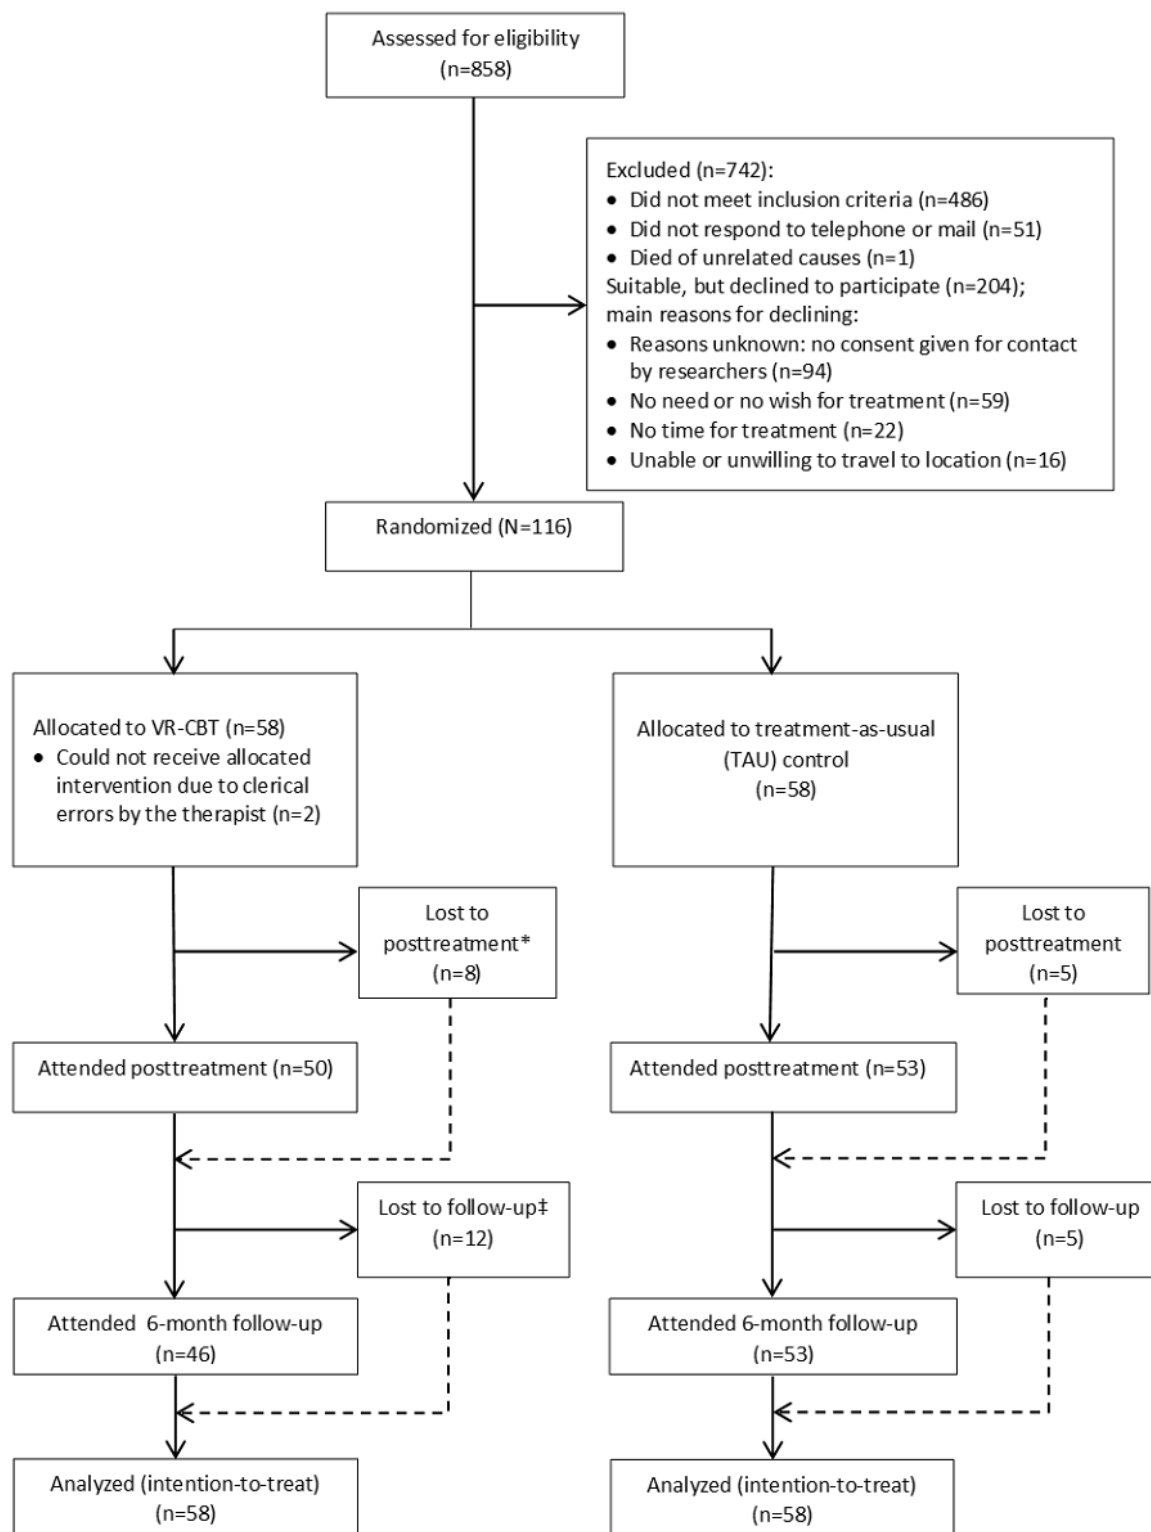 Assessed for eligibility
(n=858)
Excluded (n=742):
• Did not meet inclusion criteria (n=486)
• Did not respond to telephone or mail (n=51)
• Died of unrelated causes (n=1)
Suitable, but declined to participate (n=204);
main reasons for declining:
• Reasons unknown: no consent given for contact
by researchers (n=94)
• No need or no wish for treatment (n=59)
• No time for treatment (n=22)
• Unable or unwilling to travel to location (n=16)
Randomized (N=116)
Allocated to VR-CBT (n=58)
• Could not receive allocated
intervention due to clerical
errors by the therapist (n=2)
Allocated to treatment-as-usual
(TAU) control
(n=58)
Lost to
posttreatment*
(n=8)
Lost to
posttreatment
(n=5)
Attended posttreatment (n=50)
Attended posttreatment (n=53)
Lost to follow-up‡
(n=12)
Lost to follow-up
(n=5)
Attended 6-month follow-up
(n=46)
Attended 6-month follow-up
(n=53)
Analyzed (intention-to-treat)
(n=58)
Analyzed (intention-to-treat)
(n=58)